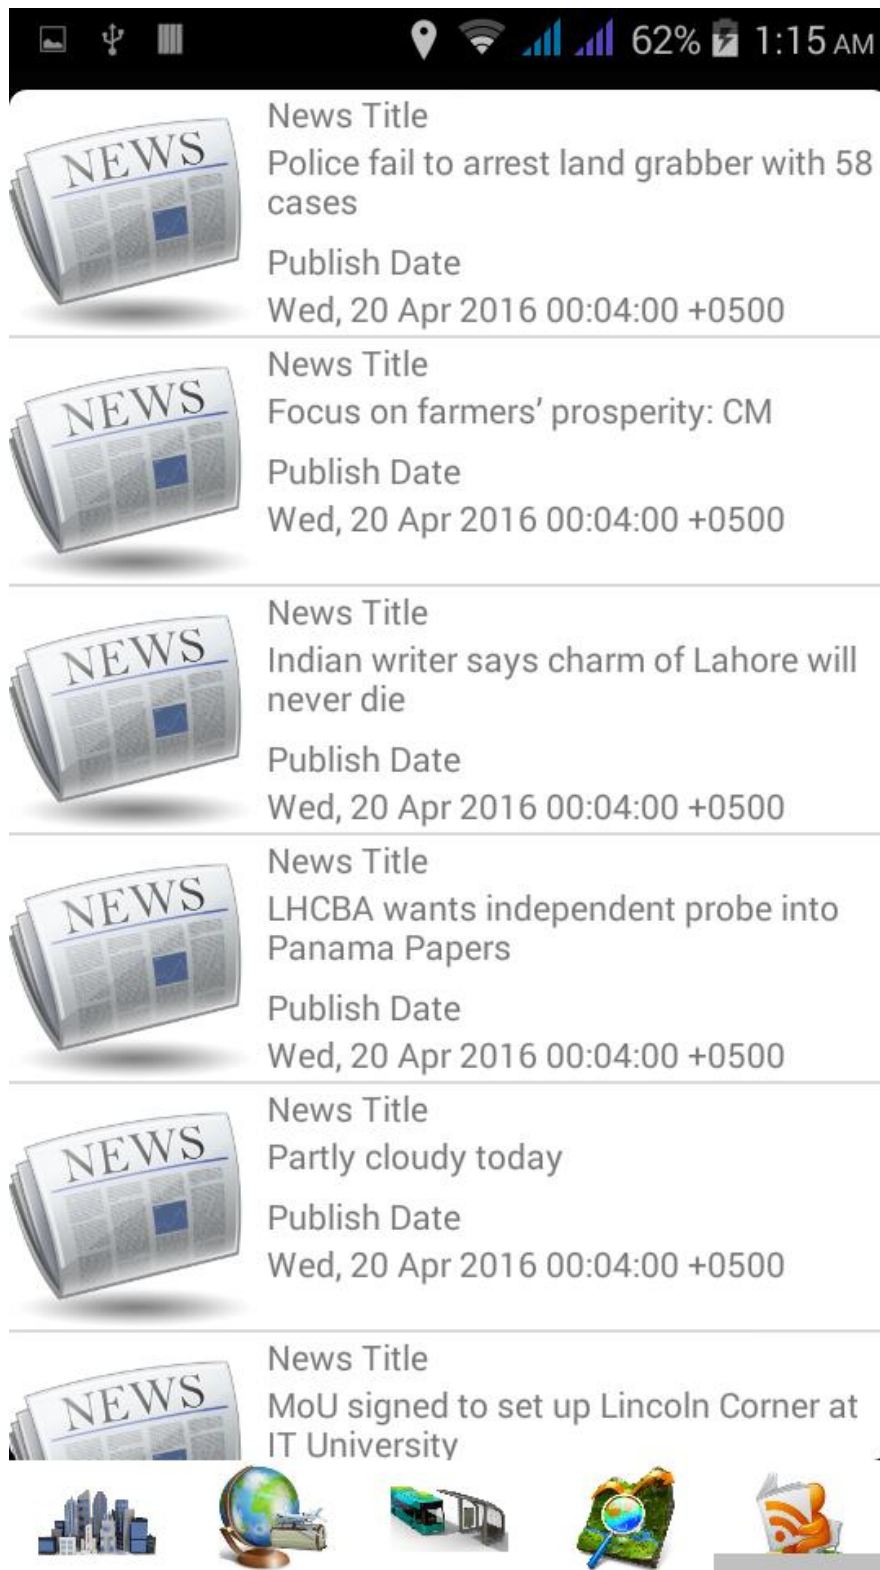 62% 1:15 AM
NEWS
News Title
Police fail to arrest land grabber with 58
cases
Publish Date
Wed, 20 Apr 2016 00:04:00 +0500
NEWS
News Title
Focus on farmers’ prosperity: CM
Publish Date
Wed, 20 Apr 2016 00:04:00 +0500
NEWS
News Title
Indian writer says charm of Lahore will
never die
Publish Date
Wed, 20 Apr 2016 00:04:00 +0500
NEWS
News Title
LHCBA wants independent probe into
Panama Papers
Publish Date
Wed, 20 Apr 2016 00:04:00 +0500
NEWS
News Title
Partly cloudy today
Publish Date
Wed, 20 Apr 2016 00:04:00 +0500
NEWS
News Title
MoU signed to set up Lincoln Corner at
IT University